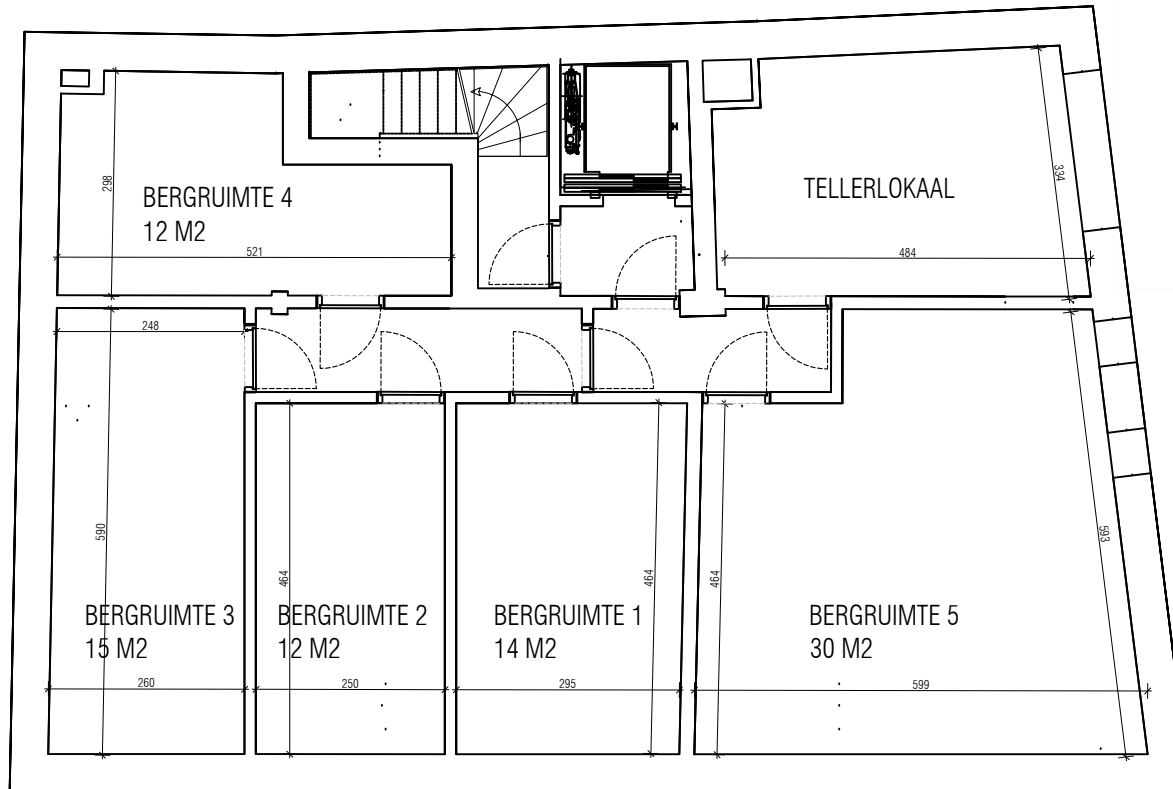 BERGRUIMTE 4
12 M2
298
521
TELLERLOKAAL
334
484
248
590
BERGRUIMTE 3
15 M2
260
464
BERGRUIMTE 2
12 M2
250
BERGRUIMTE 1
14 M2
464
295
464
BERGRUIMTE 5
30 M2
593
599